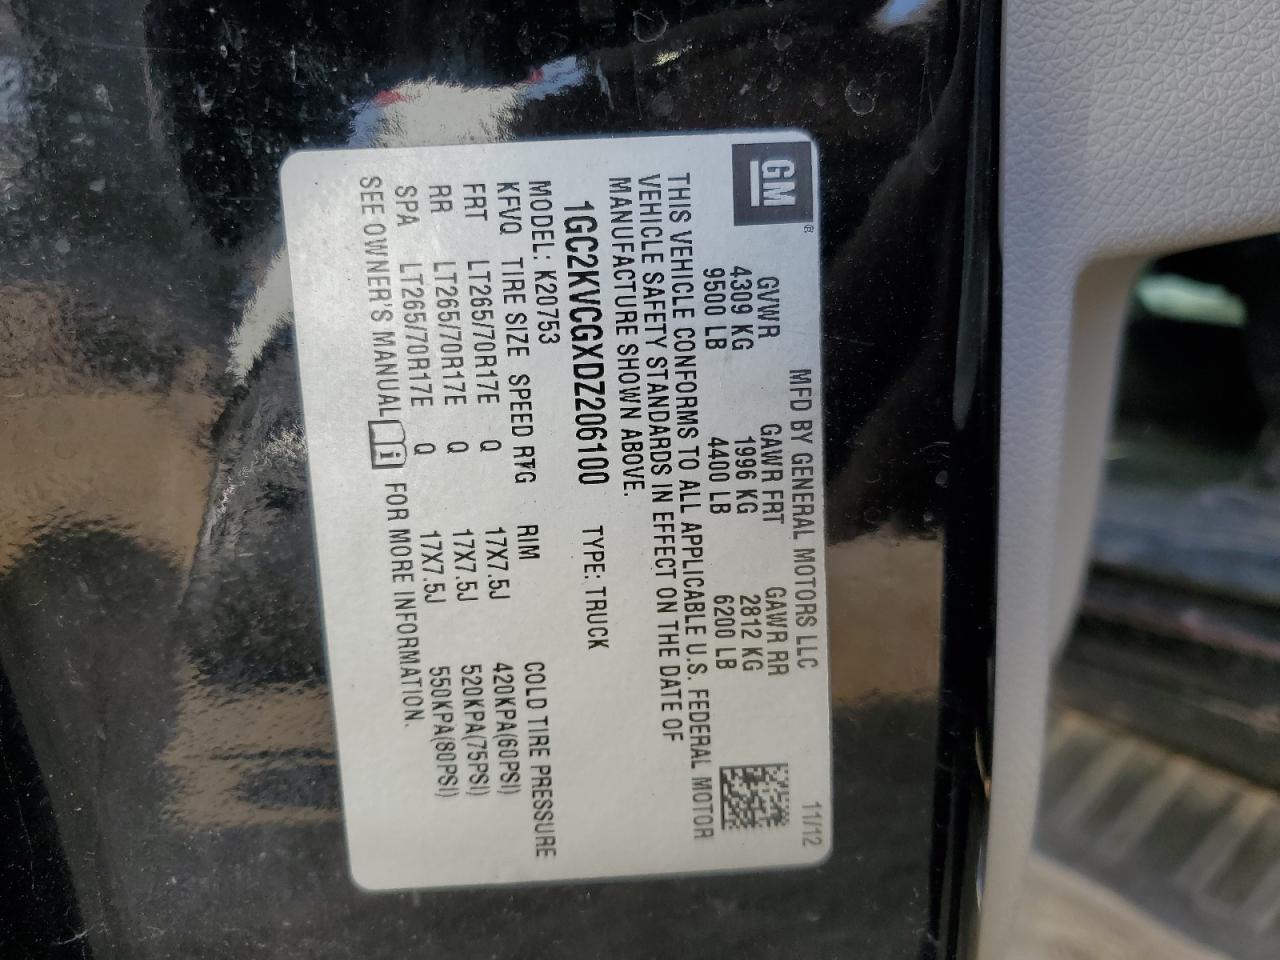 GM®
MFD BY GENERAL MOTORS LLC 11/12
GVWR GAWR FRT GAWR RR
4309 KG 1996 KG 2812 KG
9500 LB 4400 LB 6200 LB
THIS VEHICLE CONFORMS TO ALL APPLICABLE U.S. FEDERAL MOTOR
VEHICLE SAFETY STANDARDS IN EFFECT ON THE DATE OF
MANUFACTURE SHOWN ABOVE.
1GC2KVCGXDZ206100 TYPE: TRUCK
MODEL: K20753
KFVQ TIRE SIZE SPEED RTG RIM COLD TIRE PRESSURE
FRT LT265/70R17E Q 17X7.5J 420KPA(60PSI)
RR LT265/70R17E Q 17X7.5J 520KPA(75PSI)
SPA LT265/70R17E Q 17X7.5J 550KPA(80PSI)
SEE OWNER'S MANUAL i FOR MORE INFORMATION.